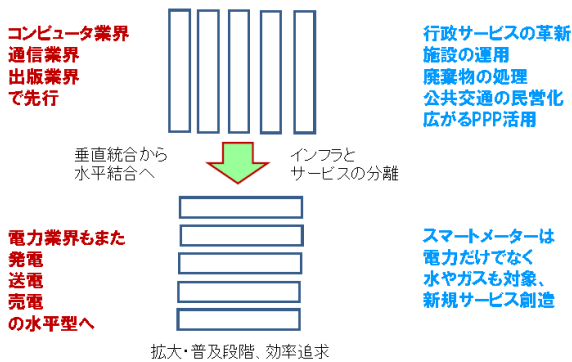 コンピュータ業界
通信業界
出版業界
で先行
行政サービスの革新
施設の運用
廃棄物の処理
公共交通の民営化
広がるPPP活用
垂直統合から
水平結合へ
インフラと
サービスの分離
電力業界もまた
発電
送電
売電
の水平型へ
スマートメーターは
電力だけでなく
水やガスも対象、
新規サービス創造
拡大・普及段階、効率追求